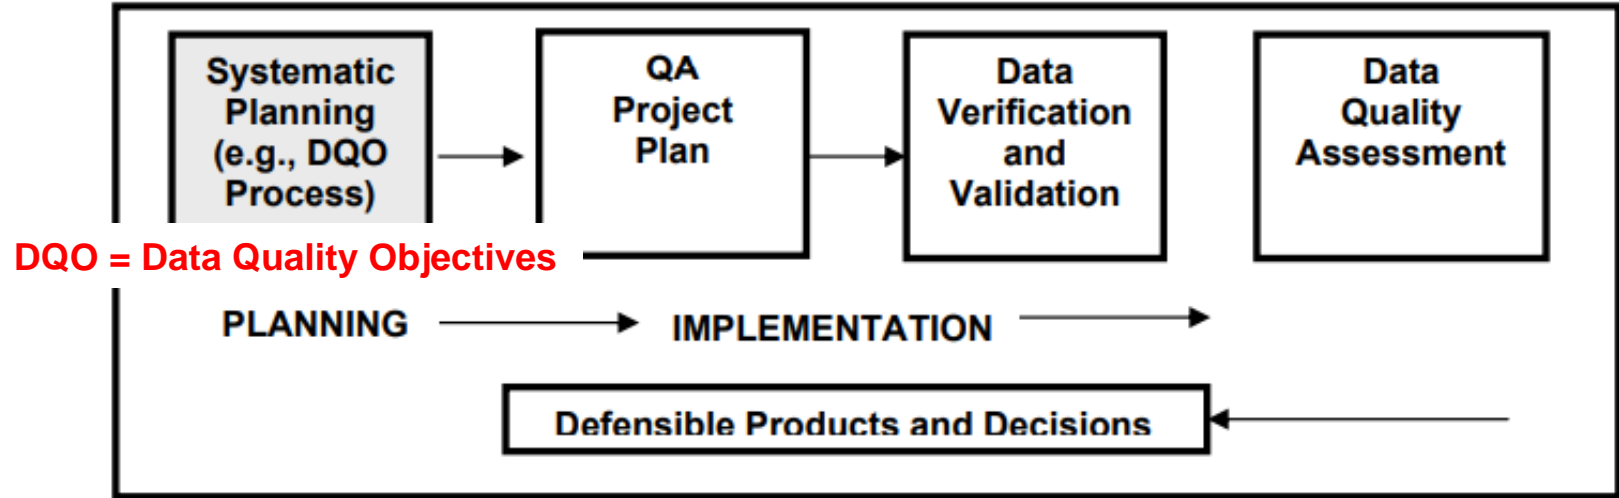 Systematic
Planning
(e.g., DQO
Process)
QA
Project
Plan
Data
Verification
and
Validation
Data
Quality
Assessment
DQO = Data Quality Objectives
PLANNING
IMPLEMENTATION
Defensible Products and Decisions